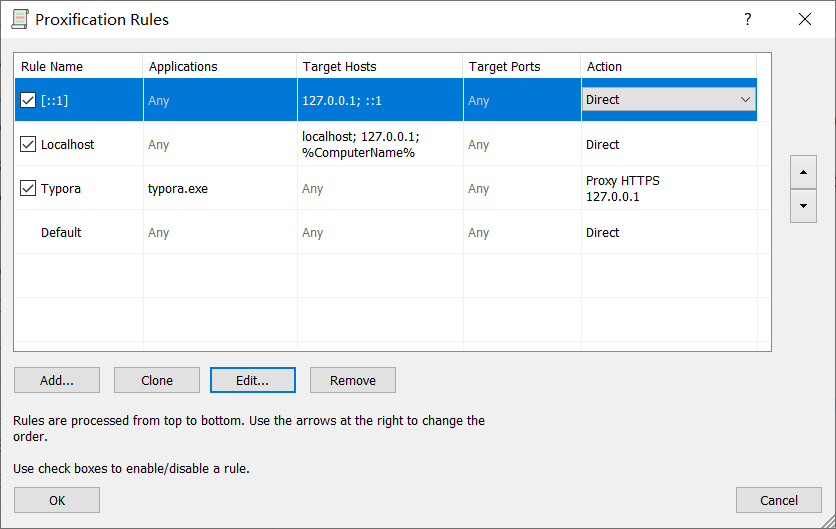 Proxification Rules
?
Rule Name Applications Target Hosts Target Ports Action
[::1] Any 127.0.0.1; ::1 Any Direct
Localhost Any localhost; 127.0.0.1; %ComputerName% Any Direct
Typora typora.exe Any Any Proxy HTTPS 127.0.0.1
Default Any Any Any Direct
Add... Clone Edit... Remove
Rules are processed from top to bottom. Use the arrows at the right to change the
order.
Use check boxes to enable/disable a rule.
OK Cancel